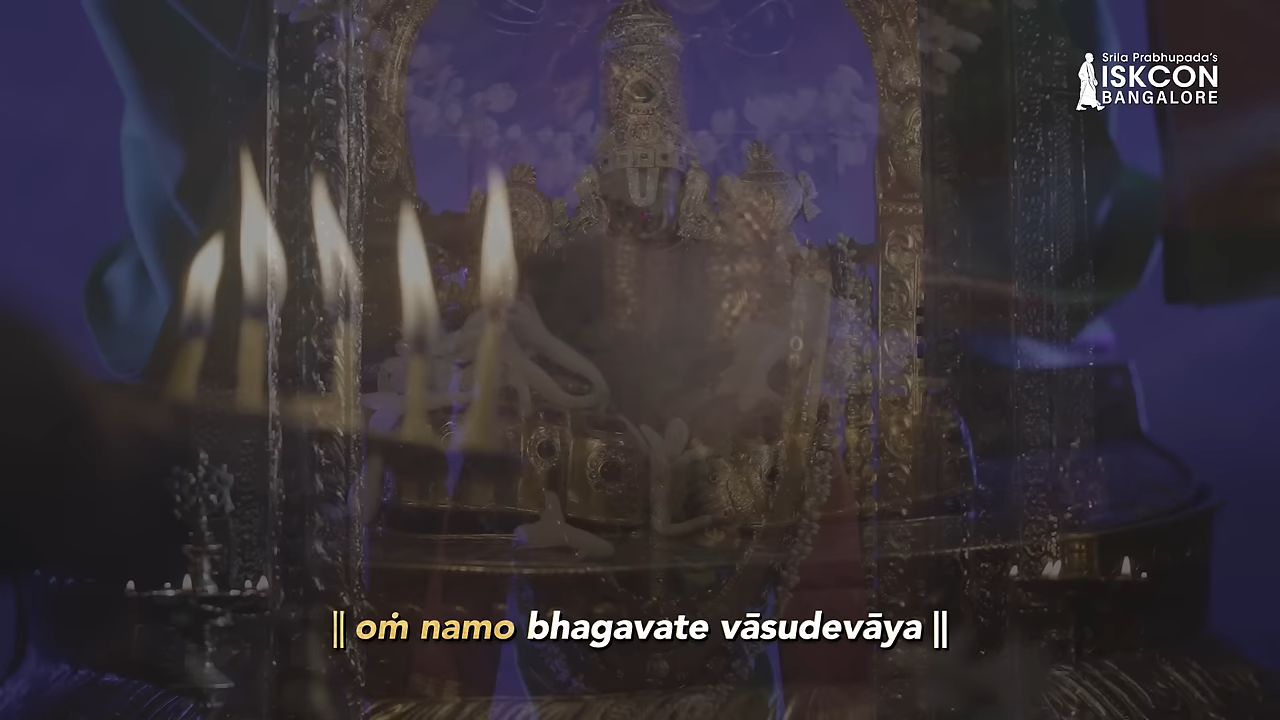 Srila Prabhupada's
ISKCON
BANGALORE
|| oṁ namo bhagavate vāsudevāya ||